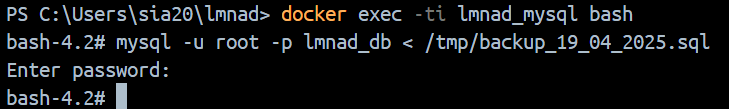 PS C:\Users\sia20\lmnad> docker exec -ti lmnad_mysql bash
bash-4.2# mysql -u root -p lmnad_db < /tmp/backup_19_04_2025.sql
Enter password:
bash-4.2#